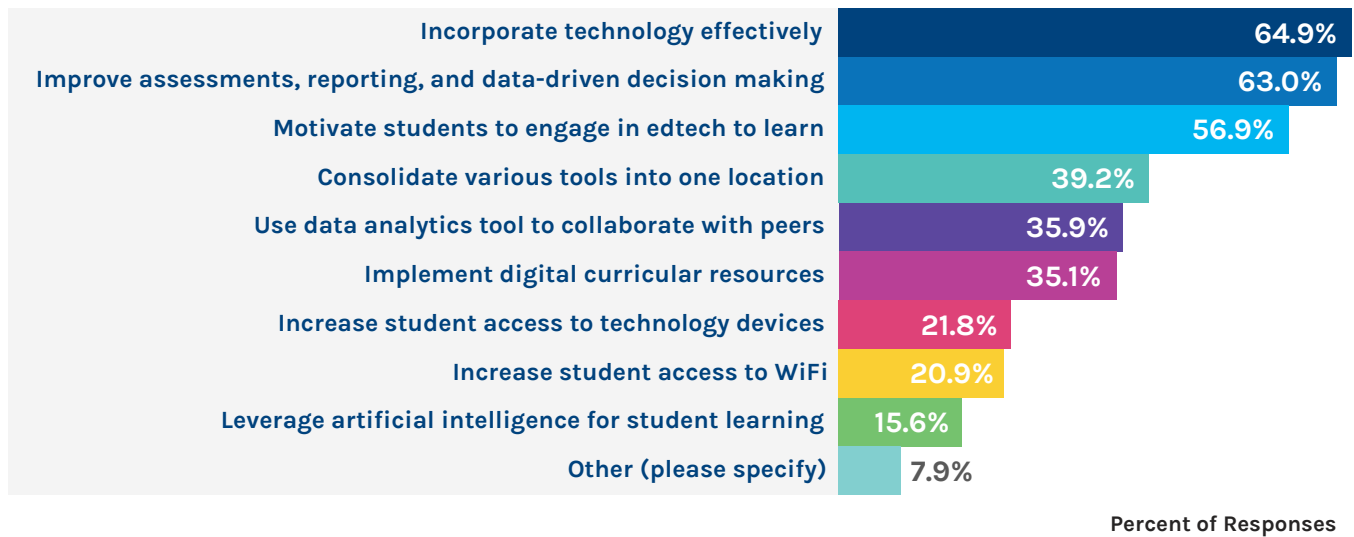 Incorporate technology effectively 64.9%
Improve assessments, reporting, and data-driven decision making 63.0%
Motivate students to engage in edtech to learn 56.9%
Consolidate various tools into one location 39.2%
Use data analytics tool to collaborate with peers 35.9%
Implement digital curricular resources 35.1%
Increase student access to technology devices 21.8%
Increase student access to WiFi 20.9%
Leverage artificial intelligence for student learning 15.6%
Other (please specify) 7.9%
Percent of Responses